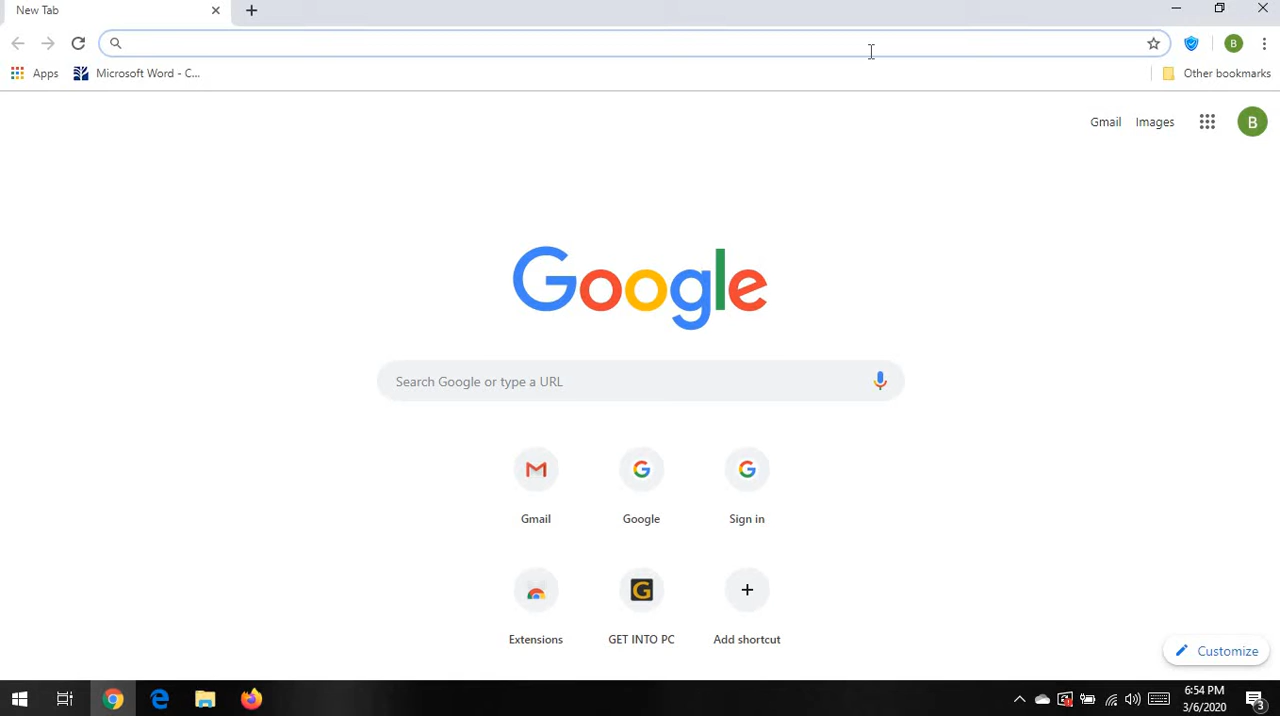 New Tab
Apps
Microsoft Word - C...
Other bookmarks
B
Gmail
Images
B
Google
Search Google or type a URL
Gmail
Google
Sign in
Extensions
GET INTO PC
Add shortcut
Customize
6:54 PM
3/6/2020
3